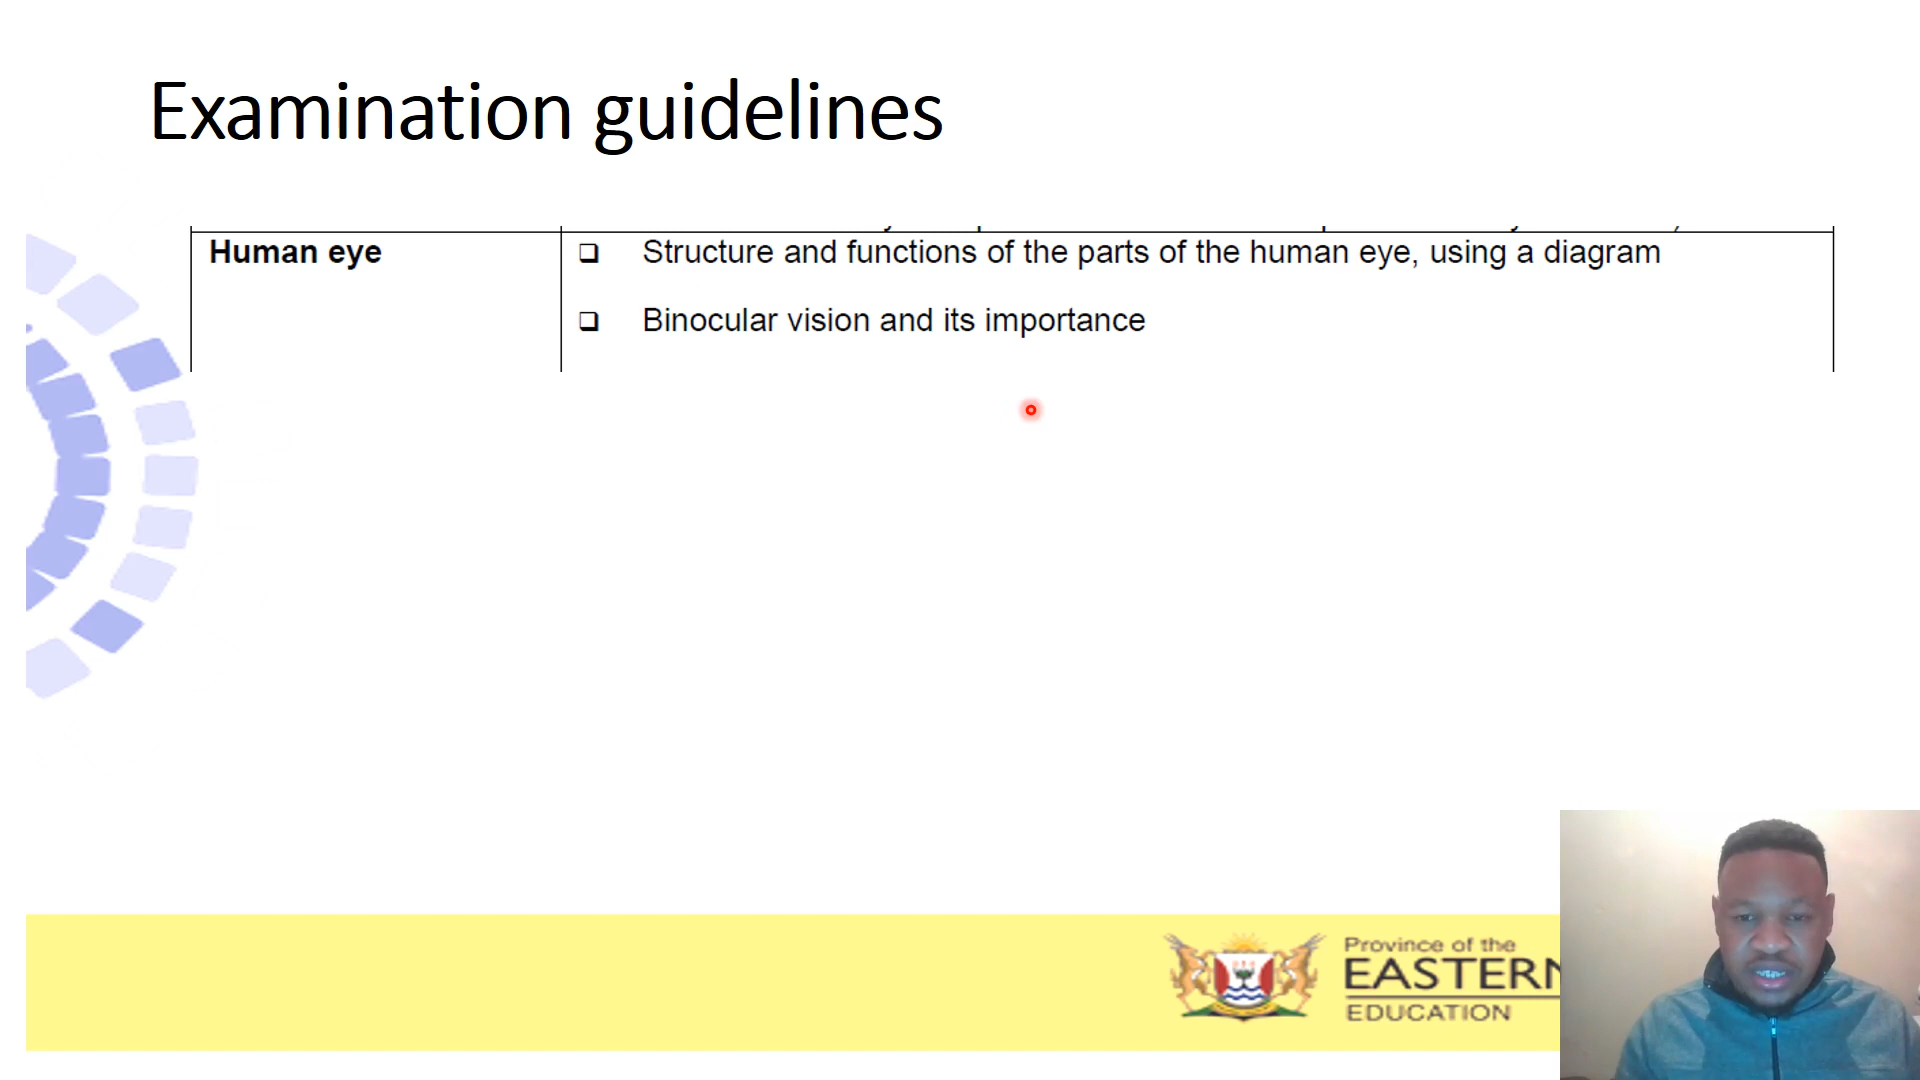 Examination guidelines
Human eye
❑ Structure and functions of the parts of the human eye, using a diagram
❑ Binocular vision and its importance
Province of the
EASTERN
EDUCATION